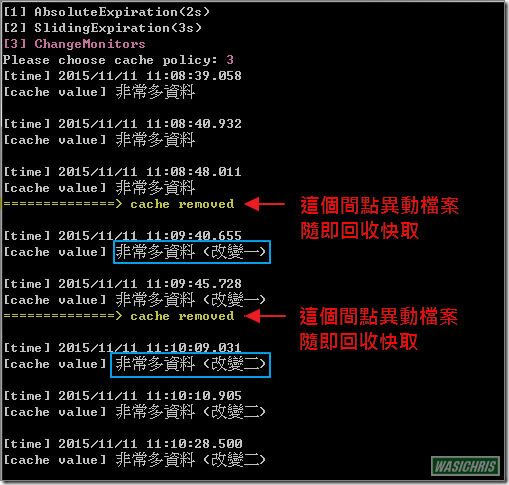 [1] AbsoluteExpiration(2s)
[2] SlidingExpiration(3s)
[3] ChangeMonitors
Please choose cache policy: 3
[time] 2015/11/11 11:08:39.058
[cache value] 非常多資料
[time] 2015/11/11 11:08:40.932
[cache value] 非常多資料
[time] 2015/11/11 11:08:48.011
[cache value] 非常多資料
==============> cache removed
這個間點異動檔案
隨即回收快取
[time] 2015/11/11 11:09:40.655
[cache value] 非常多資料 (改變一)
[time] 2015/11/11 11:09:45.728
[cache value] 非常多資料 (改變一)
==============> cache removed
這個間點異動檔案
隨即回收快取
[time] 2015/11/11 11:10:09.031
[cache value] 非常多資料 (改變二)
[time] 2015/11/11 11:10:10.905
[cache value] 非常多資料 (改變二)
[time] 2015/11/11 11:10:28.500
[cache value] 非常多資料 (改變二)
WASICHRIS